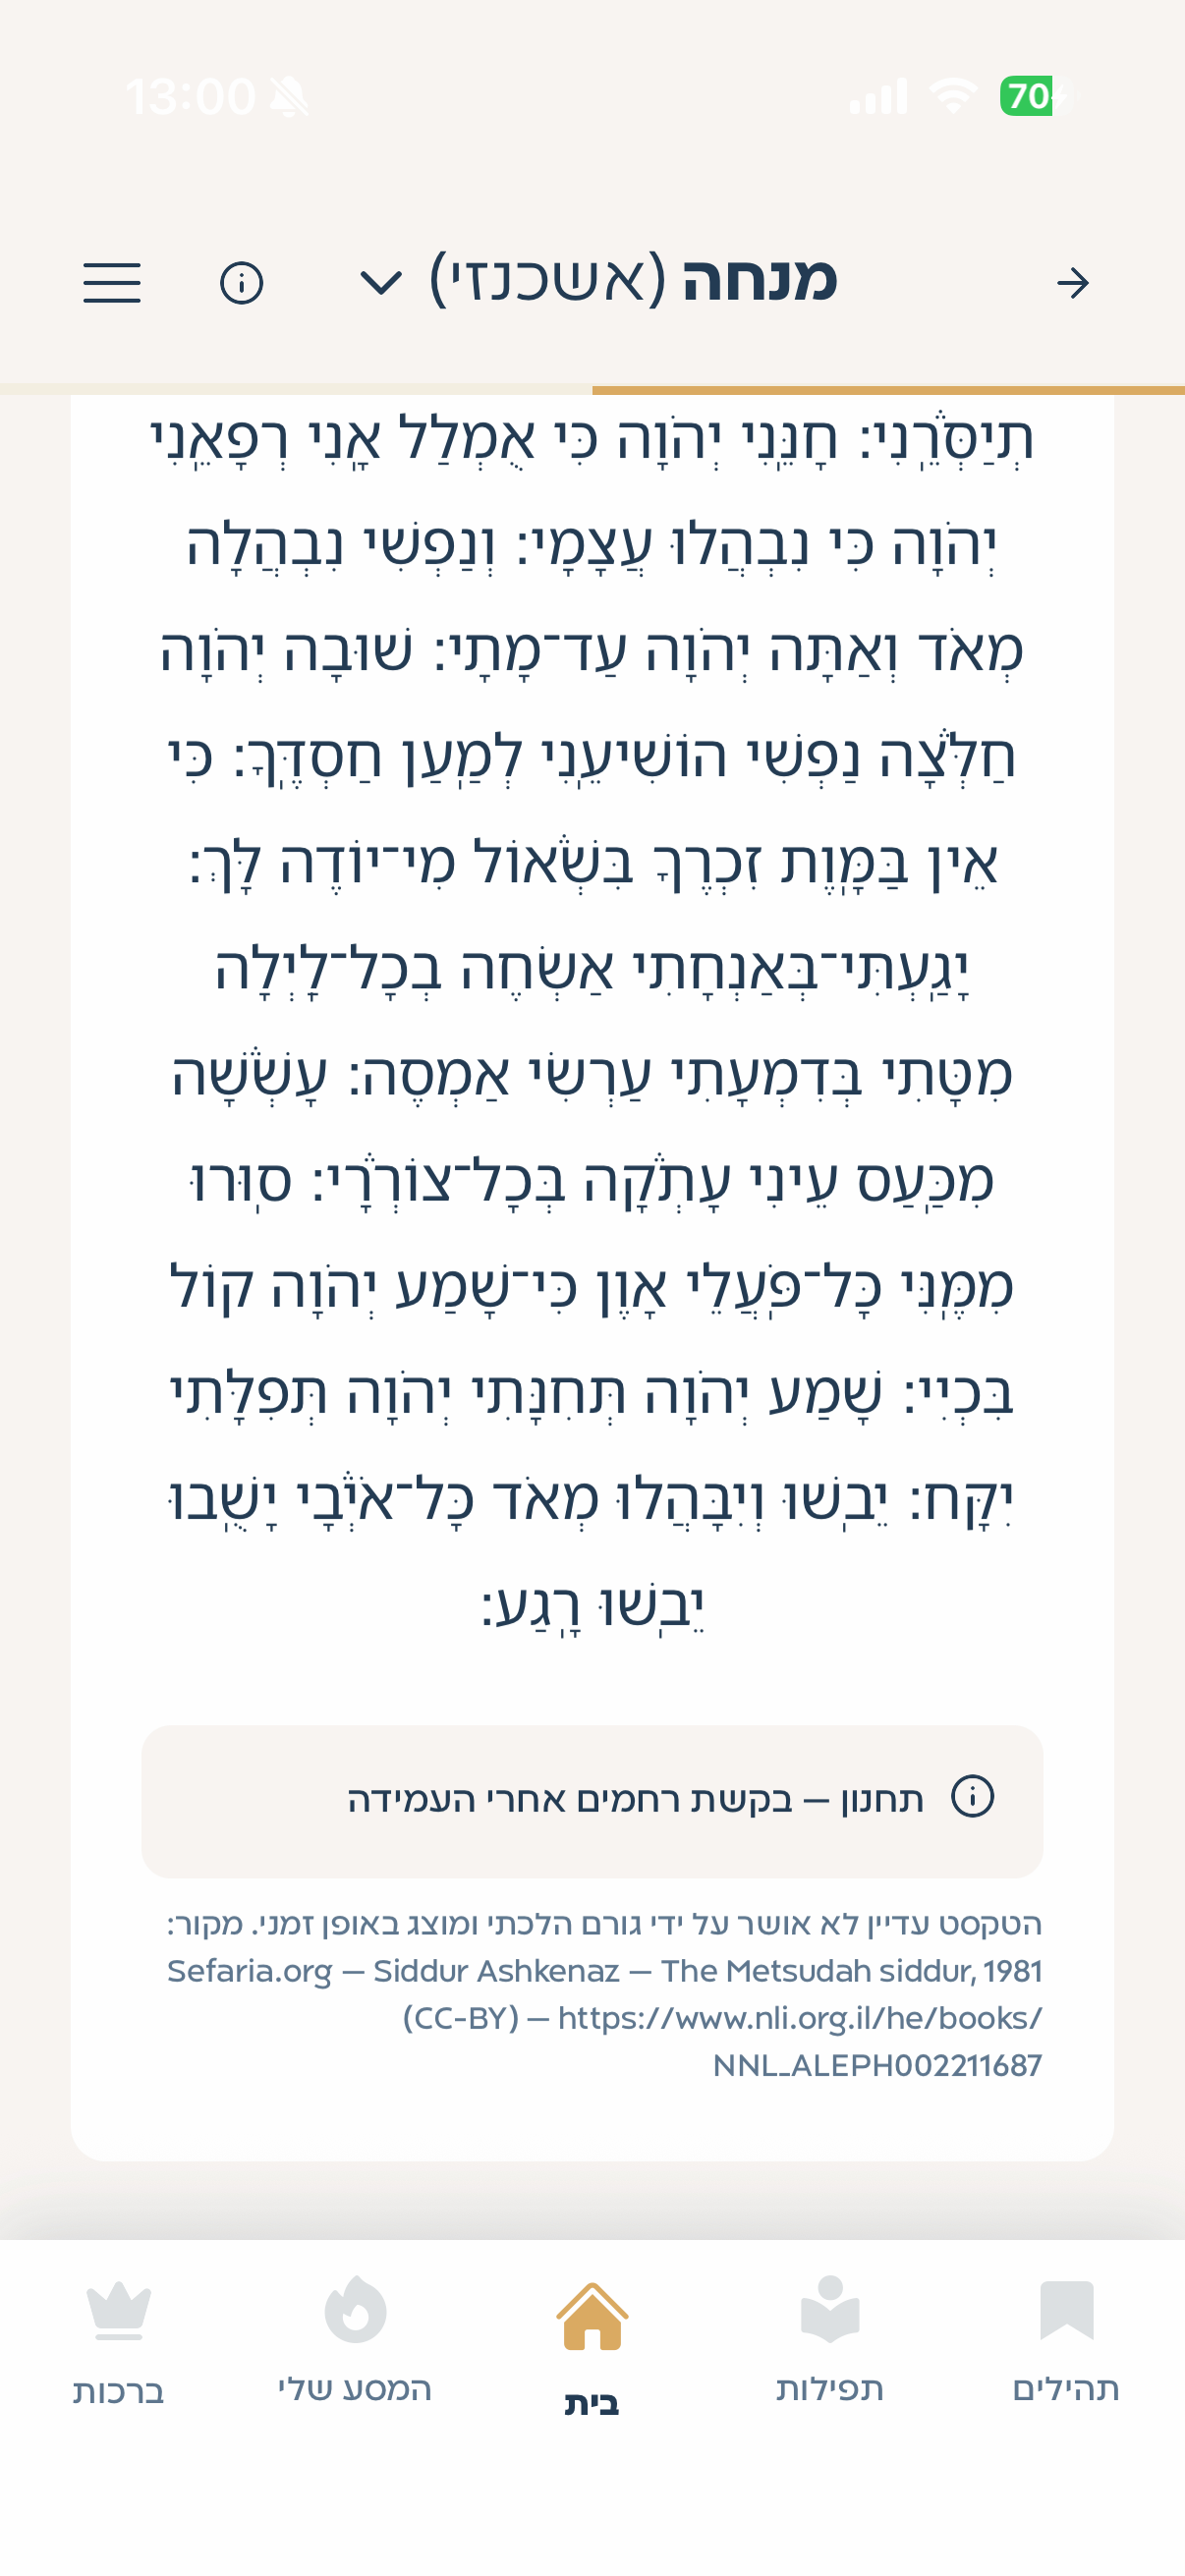 13:00
70
מנחה (אשכנזי)
תְיַסְּרֵֽנִי: חָנֵּֽנִי יְהֹוָה כִּי אֻמְלַל אָֽנִי רְפָאֵֽנִי
יְהֹוָה כִּי נִבְהֲלוּ עֲצָמָי: וְנַפְשִׁי נִבְהֲלָה
מְאֹד וְאַתָּה יְהֹוָה עַד־מָתָי: שׁוּבָה יְהֹוָה
חַלְּצָה נַפְשִׁי הוֹשִׁיעֵֽנִי לְמַֽעַן חַסְדֶּֽךָ: כִּי
אֵין בַּמָּֽוֶת זִכְרֶךָ בִּשְׁאוֹל מִי־יוֹדֶה לָּךְ:
יָגַֽעְתִּי־בְּאַנְחָתִי אַשְׂחֶה בְכָל־לַֽיְלָה
מִטָּתִי בְּדִמְעָתִי עַרְשִׂי אַמְסֶה: עָשְׁשָׁה
מִכַּֽעַס עֵינִי עָתְקָה בְּכָל־צוֹרְרָי: סֽוּרוּ
מִמֶּֽנִּי כָּל־פֹּֽעֲלֵי אָוֶן כִּי־שָׁמַע יְהֹוָה קוֹל
בִּכְיִי: שָׁמַע יְהֹוָה תְּחִנָּתִי יְהֹוָה תְּפִלָּתִי
יִקָּח: יֵבֽשׁוּ וְיִבָּהֲלוּ מְאֹד כָּל־אֹיְבָי יָשֻֽׁבוּ
יֵבֽשׁוּ רָֽגַע:
תחנון — בקשת רחמים אחרי העמידה
הטקסט עדיין לא אושר על ידי גורם הלכתי ומוצג באופן זמני. מקור:
Sefaria.org — Siddur Ashkenaz — The Metsudah siddur, 1981
(CC-BY) — https://www.nli.org.il/he/books/
NNL_ALEPH002211687
תהילים
תפילות
בית
המסע שלי
ברכות